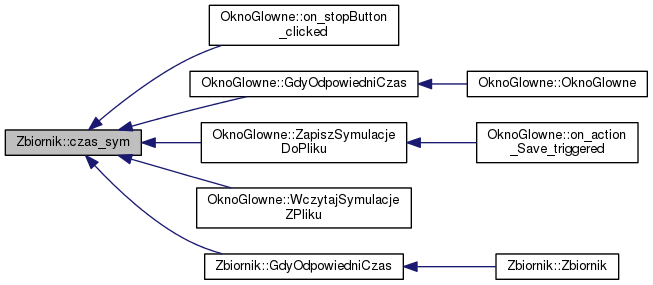 OknoGlowne::on_stopButton
_clicked
OknoGlowne::GdyOdpowiedniCzas
OknoGlowne::OknoGlowne
Zbiornik::czas_sym
OknoGlowne::ZapiszSymulacje
DoPliku
OknoGlowne::on_action
_Save_triggered
OknoGlowne::WczytajSymulacje
ZPliku
Zbiornik::GdyOdpowiedniCzas
Zbiornik::Zbiornik